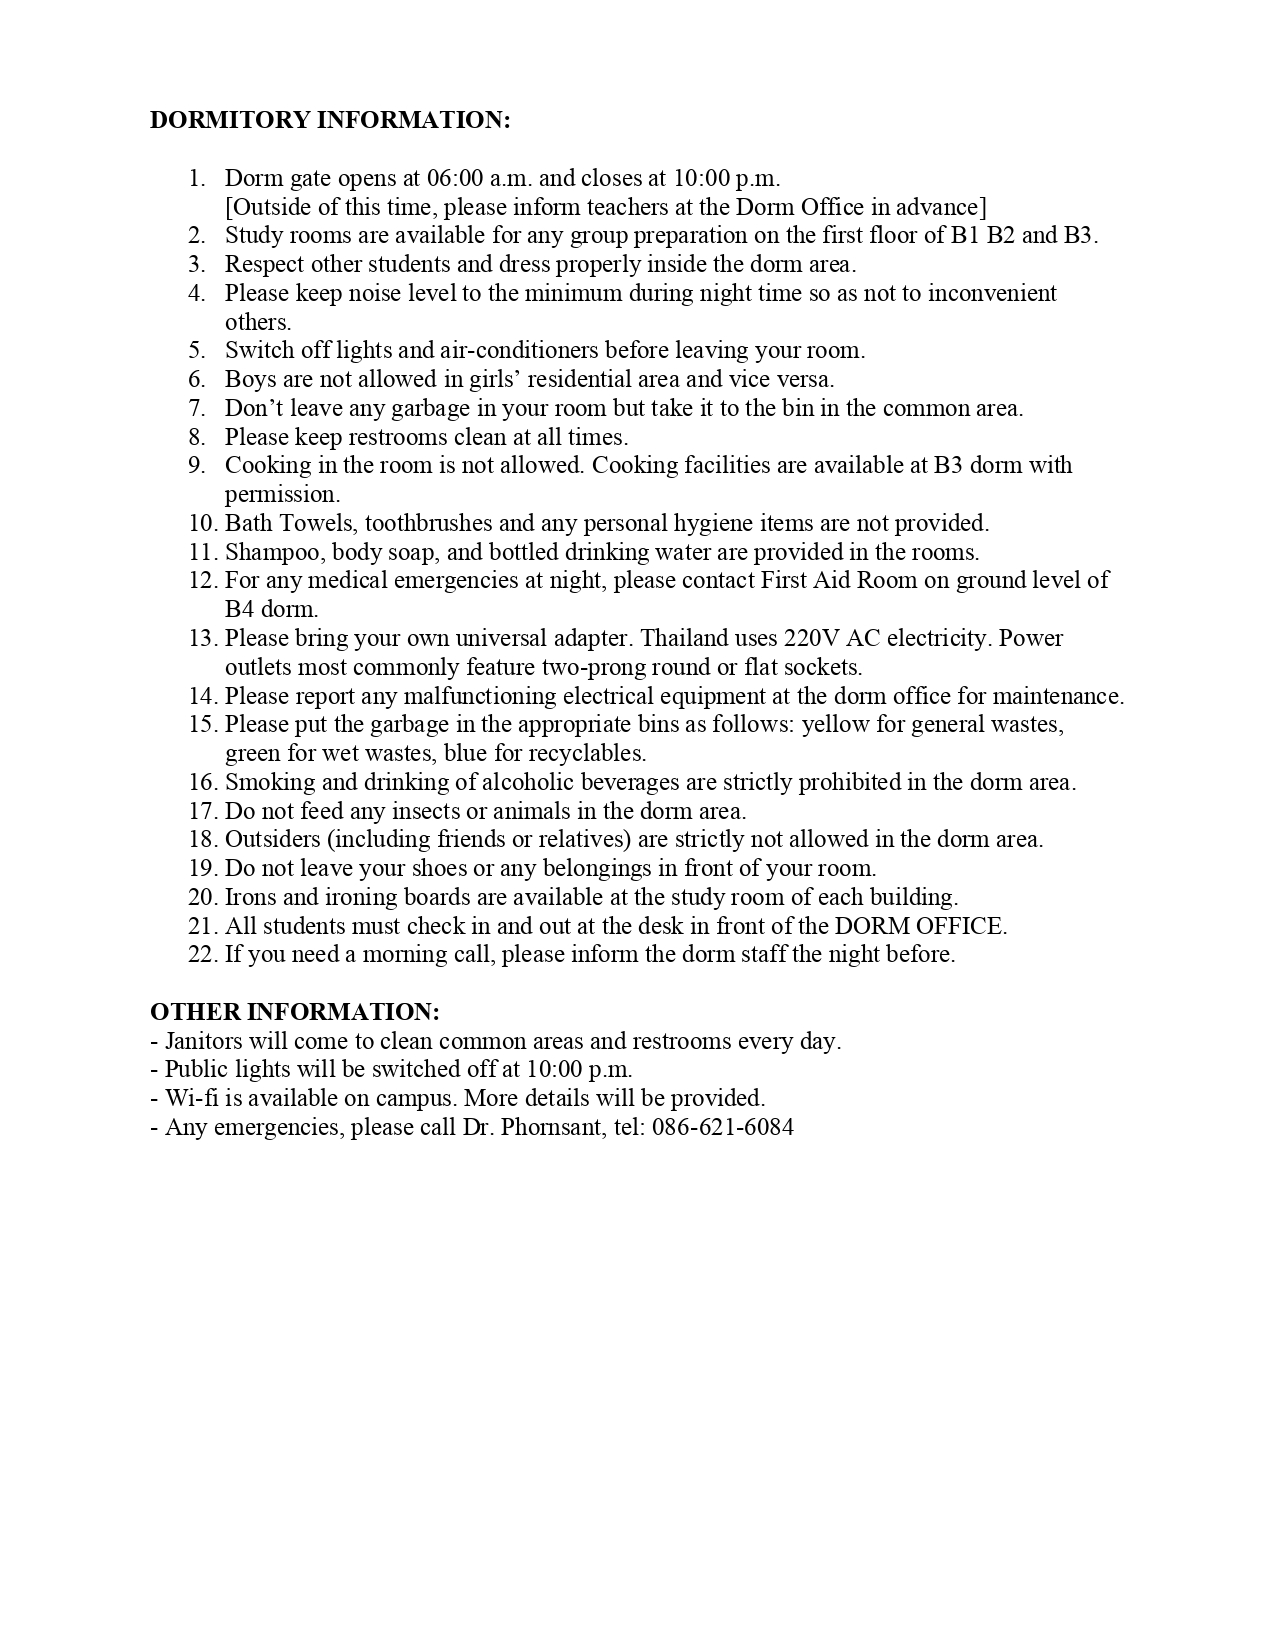 DORMITORY INFORMATION:
1. Dorm gate opens at 06:00 a.m. and closes at 10:00 p.m.
[Outside of this time, please inform teachers at the Dorm Office in advance]
2. Study rooms are available for any group preparation on the first floor of B1 B2 and B3.
3. Respect other students and dress properly inside the dorm area.
4. Please keep noise level to the minimum during night time so as not to inconvenient
others.
5. Switch off lights and air-conditioners before leaving your room.
6. Boys are not allowed in girls’ residential area and vice versa.
7. Don’t leave any garbage in your room but take it to the bin in the common area.
8. Please keep restrooms clean at all times.
9. Cooking in the room is not allowed. Cooking facilities are available at B3 dorm with
permission.
10. Bath Towels, toothbrushes and any personal hygiene items are not provided.
11. Shampoo, body soap, and bottled drinking water are provided in the rooms.
12. For any medical emergencies at night, please contact First Aid Room on ground level of
B4 dorm.
13. Please bring your own universal adapter. Thailand uses 220V AC electricity. Power
outlets most commonly feature two-prong round or flat sockets.
14. Please report any malfunctioning electrical equipment at the dorm office for maintenance.
15. Please put the garbage in the appropriate bins as follows: yellow for general wastes,
green for wet wastes, blue for recyclables.
16. Smoking and drinking of alcoholic beverages are strictly prohibited in the dorm area.
17. Do not feed any insects or animals in the dorm area.
18. Outsiders (including friends or relatives) are strictly not allowed in the dorm area.
19. Do not leave your shoes or any belongings in front of your room.
20. Irons and ironing boards are available at the study room of each building.
21. All students must check in and out at the desk in front of the DORM OFFICE.
22. If you need a morning call, please inform the dorm staff the night before.
OTHER INFORMATION:
- Janitors will come to clean common areas and restrooms every day.
- Public lights will be switched off at 10:00 p.m.
- Wi-fi is available on campus. More details will be provided.
- Any emergencies, please call Dr. Phornsant, tel: 086-621-6084